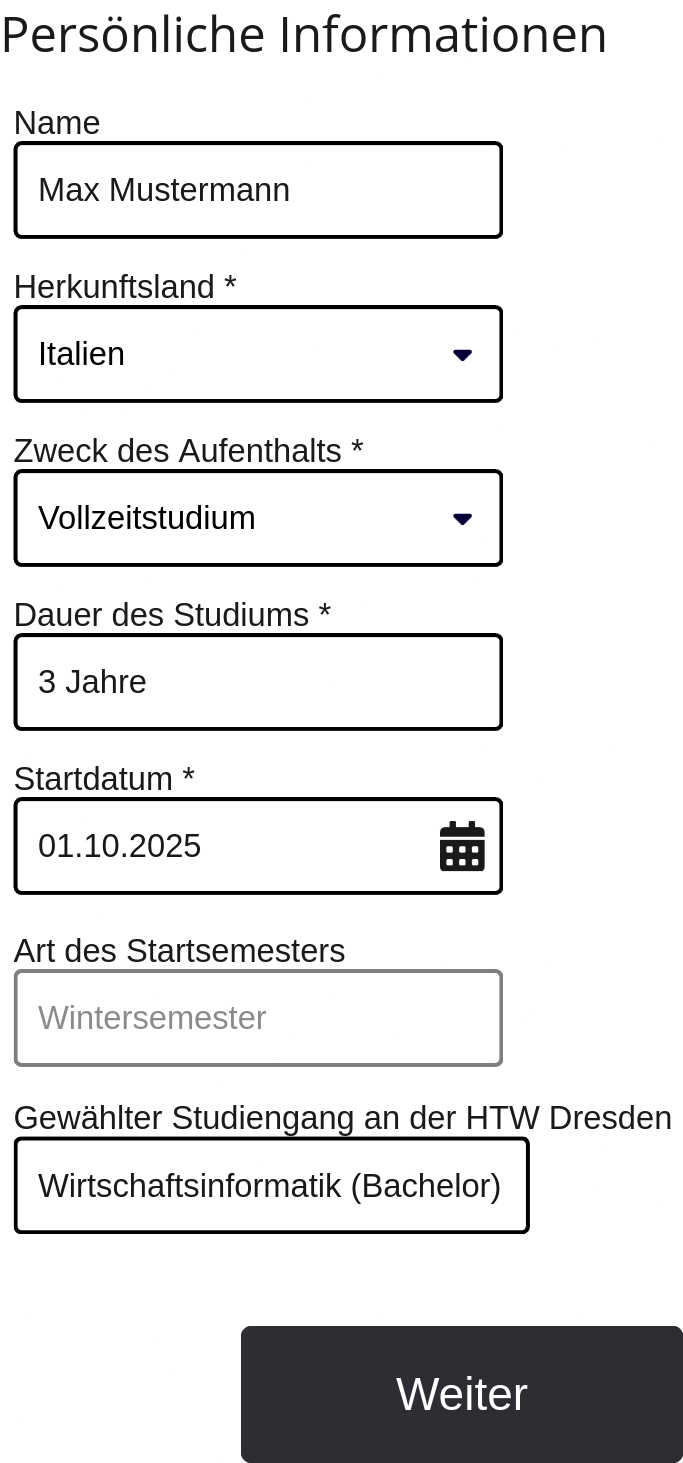 Persönliche Informationen
Name
Max Mustermann
Herkunftsland *
Italien
Zweck des Aufenthalts *
Vollzeitstudium
Dauer des Studiums *
3 Jahre
Startdatum *
01.10.2025
Art des Startsemesters
Wintersemester
Gewählter Studiengang an der HTW Dresden
Wirtschaftsinformatik (Bachelor)
Weiter